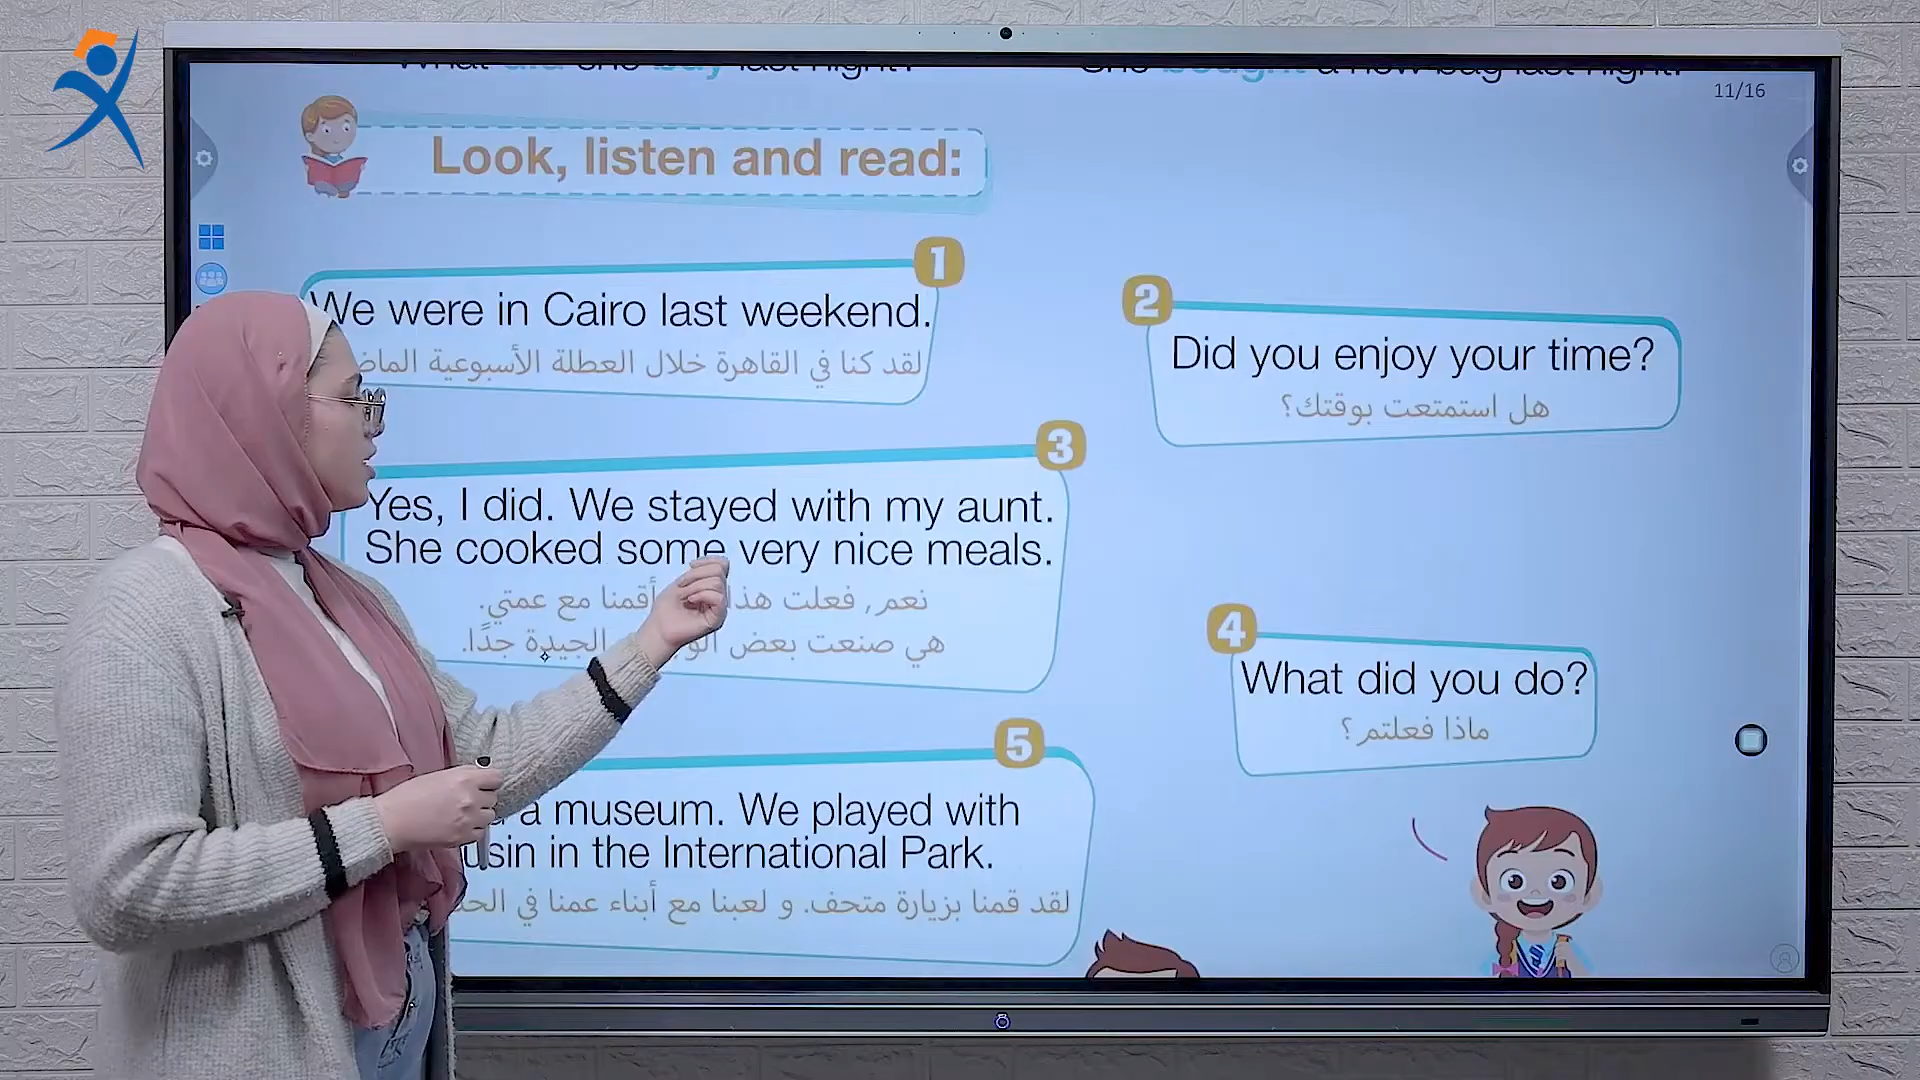 11/16
Look, listen and read:
1
We were in Cairo last weekend.
لقد كنا في القاهرة خلال العطلة الأسبوعية
2
Did you enjoy your time?
هل استمتعت بوقتك؟
3
Yes, I did. We stayed with my aunt.
She cooked some very nice meals.
نعم, فعلت هذا أقمنا مع عمتي.
هي صنعت بعض الجيدة جدًا.
4
What did you do?
ماذا فعلتم؟
5
a museum. We played with
in the International Park.
لقد قمنا بزيارة متحف. و لعبنا مع أبناء عمنا في